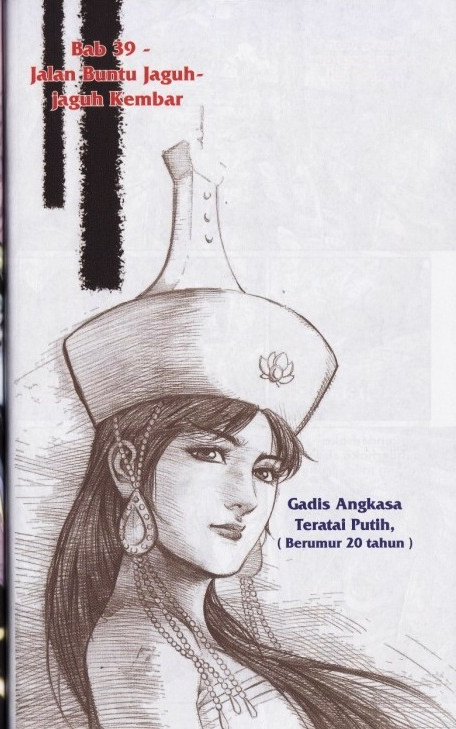 Bab 39 -
Jalan Buntu Jaguh-
jaguh Kembar
Gadis Angkasa
Teratai Putih,
( Berumur 20 tahun )